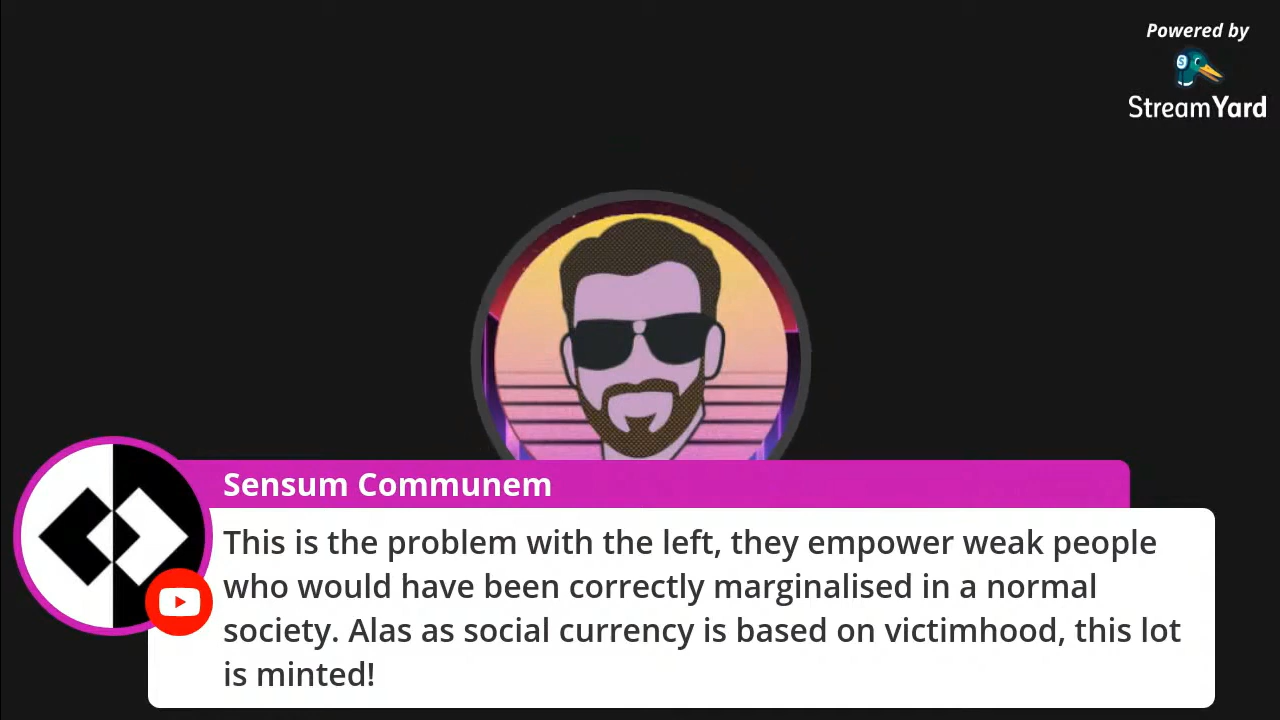 Powered by
S
StreamYard
Sensum Communem
This is the problem with the left, they empower weak people
who would have been correctly marginalised in a normal
society. Alas as social currency is based on victimhood, this lot
is minted!